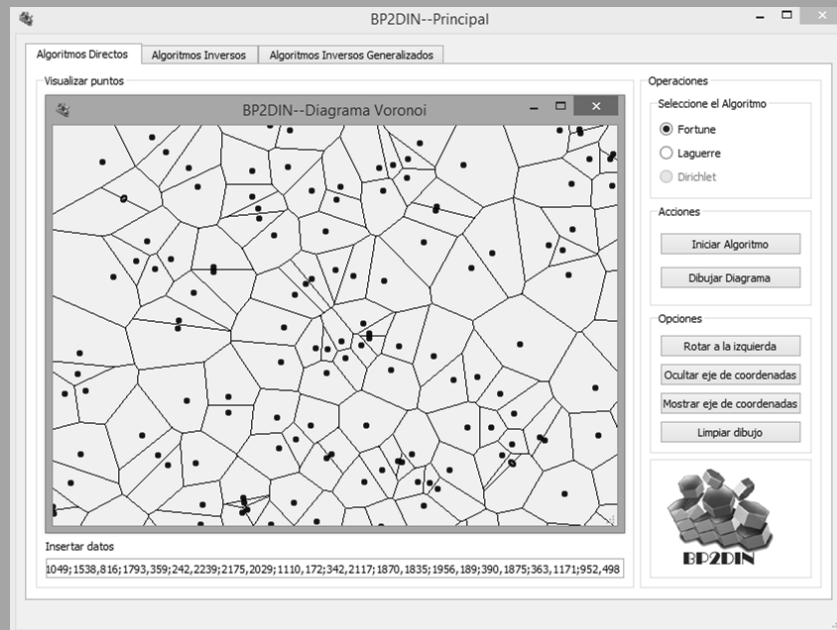 BP2DIN--Principal
Algoritmos Directos
Algoritmos Inversos
Algoritmos Inversos Generalizados
Visualizar puntos
BP2DIN--Diagrama Voronoi
Insertar datos
1049;1538,816;1793,359;242,2239;2175,2029;1110,172;342,2117;1870,1835;1956,189;390,1875;363,1171;952,498
Operaciones
Seleccione el Algoritmo
Fortune
Laguerre
Dirichlet
Acciones
Iniciar Algoritmo
Dibujar Diagrama
Opciones
Rotar a la izquierda
Ocultar eje de coordenadas
Mostrar eje de coordenadas
Limpiar dibujo
BP2DIN